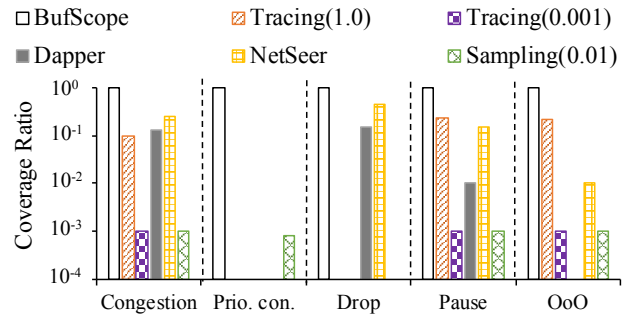 BufScope Tracing(1.0) Tracing(0.001)
Dapper NetSeer Sampling(0.01)
Coverage Ratio
10^0
10^-1
10^-2
10^-3
10^-4
Congestion Prio. con. Drop Pause OoO